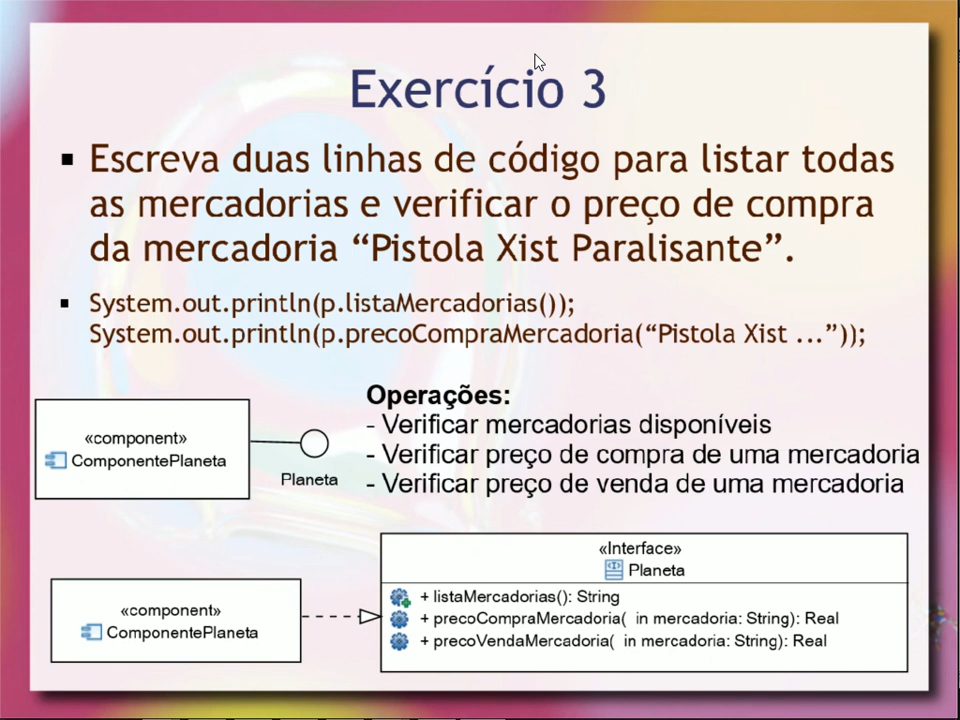 Exercício 3
▪ Escreva duas linhas de código para listar todas
as mercadorias e verificar o preço de compra
da mercadoria “Pistola Xist Paralisante”.
▪ System.out.println(p.listaMercadorias());
System.out.println(p.precoCompraMercadoria(“Pistola Xist ...”));
Operações:
- Verificar mercadorias disponíveis
- Verificar preço de compra de uma mercadoria
- Verificar preço de venda de uma mercadoria
«component»
ComponentePlaneta
Planeta
«Interface»
Planeta
+ listaMercadorias(): String
+ precoCompraMercadoria( in mercadoria: String): Real
+ precoVendaMercadoria( in mercadoria: String): Real
«component»
ComponentePlaneta